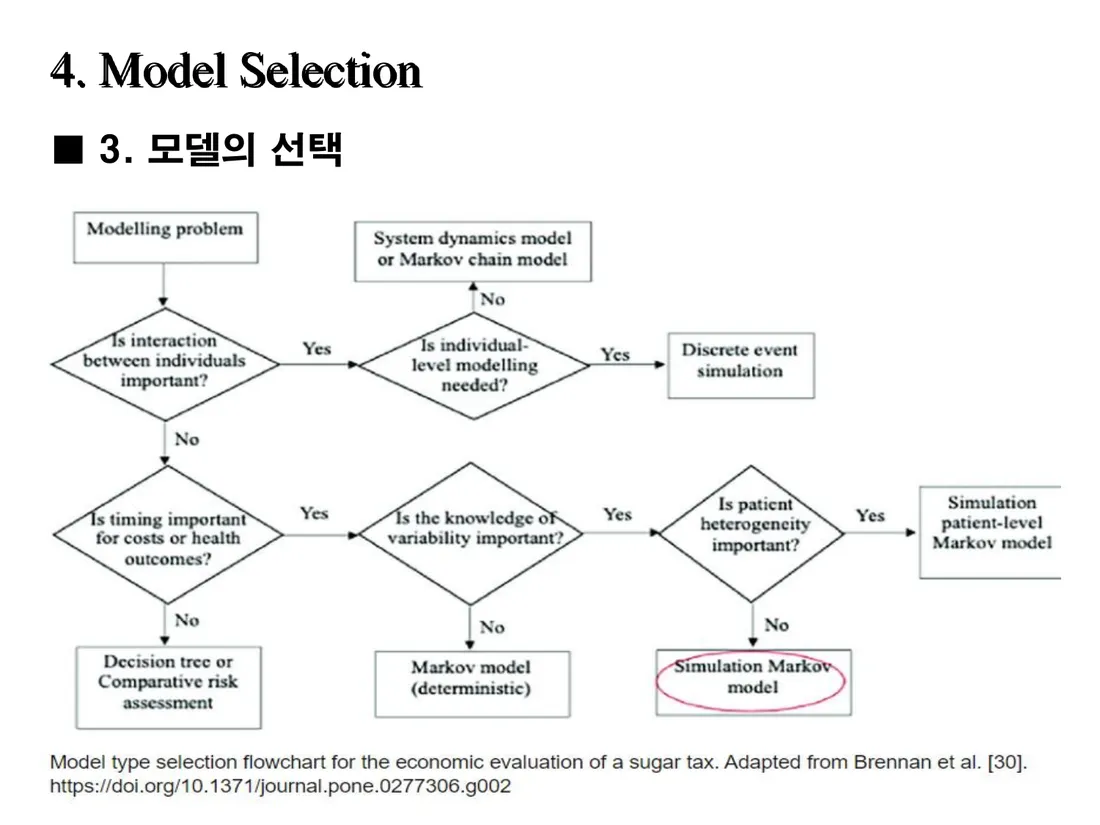 4. Model Selection
■ 3. 모델의 선택
Modelling problem
System dynamics model
or Markov chain model
No
Is interaction
between individuals
important?
Yes
Is individual-
level modelling
needed?
Yes
Discrete event
simulation
No
Is timing important
for costs or health
outcomes?
Yes
Is the knowledge of
variability important?
Yes
Is patient
heterogeneity
important?
Yes
Simulation
patient-level
Markov model
No
No
No
Decision tree or
Comparative risk
assessment
Markov model
(deterministic)
Simulation Markov
model
Model type selection flowchart for the economic evaluation of a sugar tax. Adapted from Brennan et al. [30].
https://doi.org/10.1371/journal.pone.0277306.g002